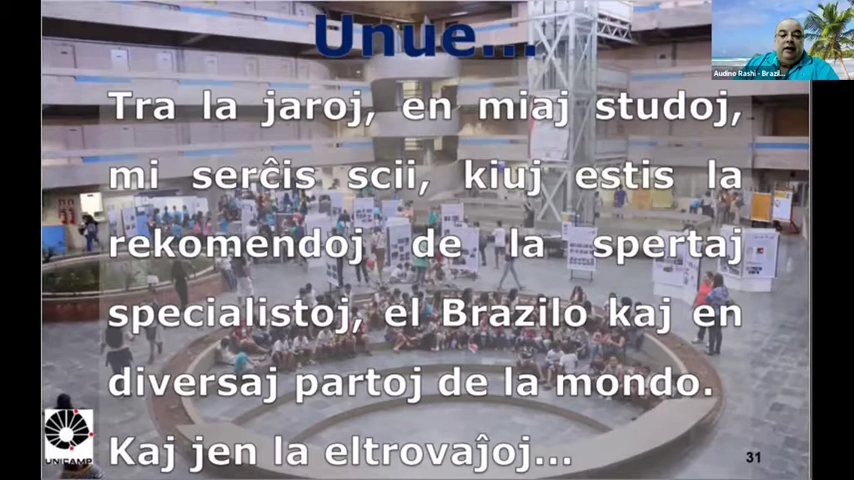 Unue...
Audino Rashi - Brazil...
Tra la jaroj, en miaj studoj,
mi serĉis scii, kiuj estis la
rekomendoj de la spertaj
specialistoj, el Brazilo kaj en
diversaj partoj de la mondo.
Kaj jen la eltrovaĵoj...
UNICAMP
31